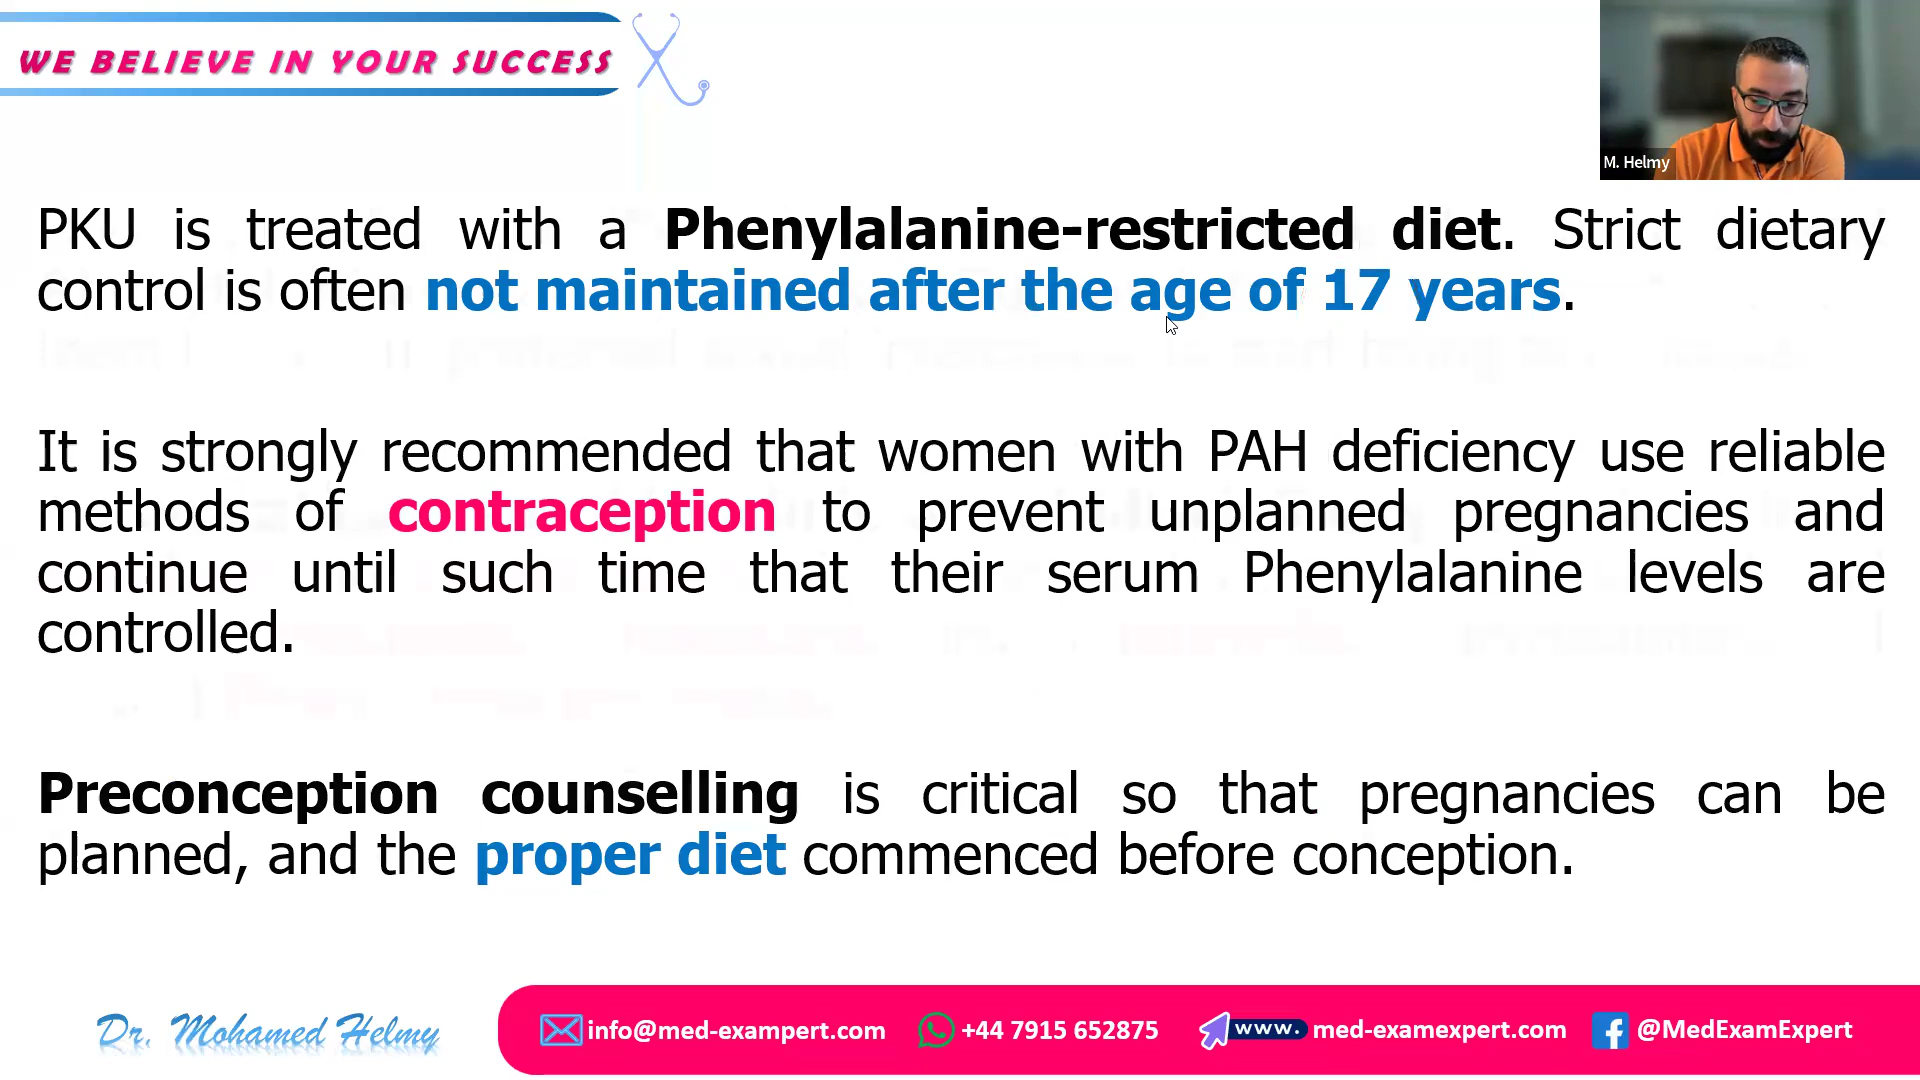 WE BELIEVE IN YOUR SUCCESS
M. Helmy
PKU is treated with a Phenylalanine-restricted diet. Strict dietary
control is often not maintained after the age of 17 years.
It is strongly recommended that women with PAH deficiency use reliable
methods of contraception to prevent unplanned pregnancies and
continue until such time that their serum Phenylalanine levels are
controlled.
Preconception counselling is critical so that pregnancies can be
planned, and the proper diet commenced before conception.
Dr. Mohamed Helmy
info@med-exampert.com
+44 7915 652875
www. med-examexpert.com
@MedExamExpert